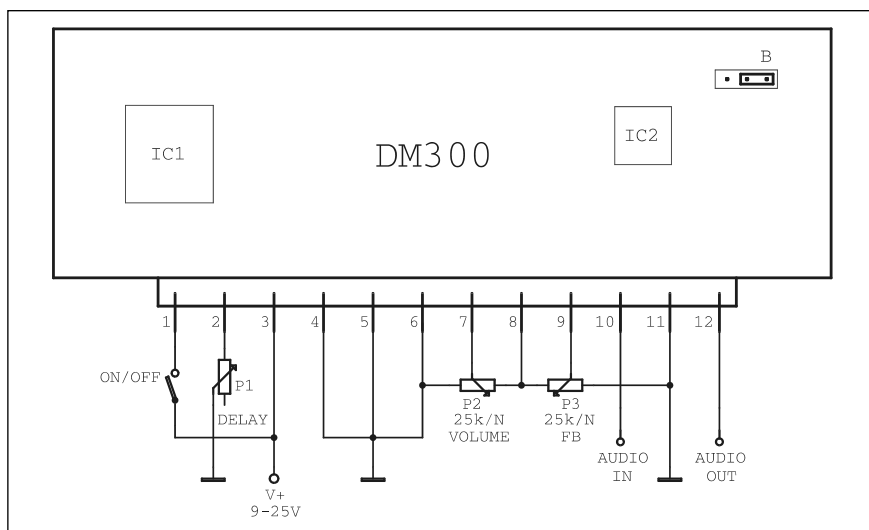 B
IC1
DM300
IC2
1 2 3 4 5 6 7 8 9 10 11 12
ON/OFF
P1
DELAY
P2
25k/N
VOLUME
P3
25k/N
FB
AUDIO
IN
AUDIO
OUT
V+
9-25V